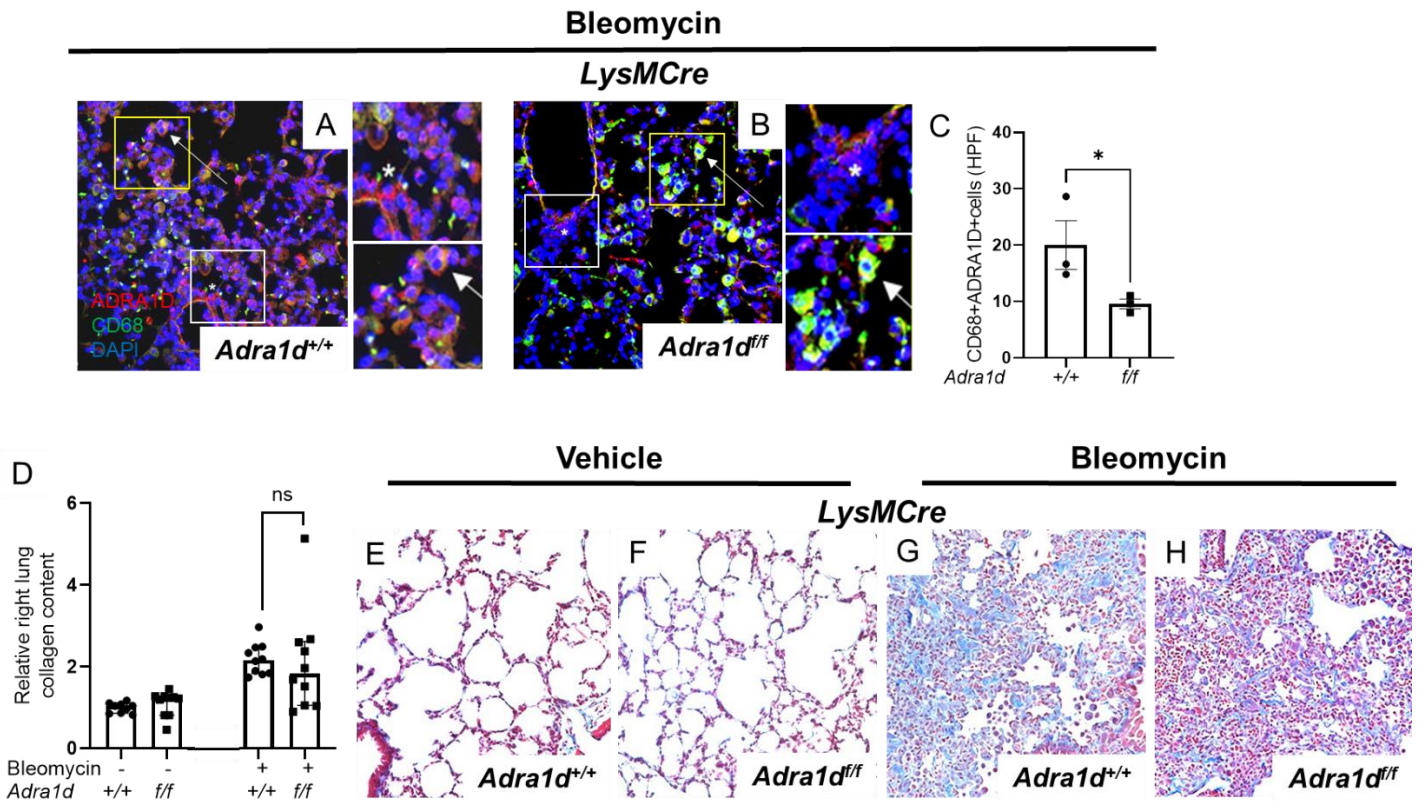 Bleomycin
LysMCre
A
ADRA1D
CD68
DAPI
*
*
Adra1d+/+
B
*
*
Adra1df/f
C
CD68+ADRA1D+cells (HPF)
40
30
20
10
0
*
Adra1d +/+ f/f
D
Relative right lung
collagen content
6
4
2
0
ns
Bleomycin - - + +
Adra1d +/+ f/f +/+ f/f
Vehicle
Bleomycin
LysMCre
E
Adra1d+/+
F
Adra1df/f
G
Adra1d+/+
H
Adra1df/f